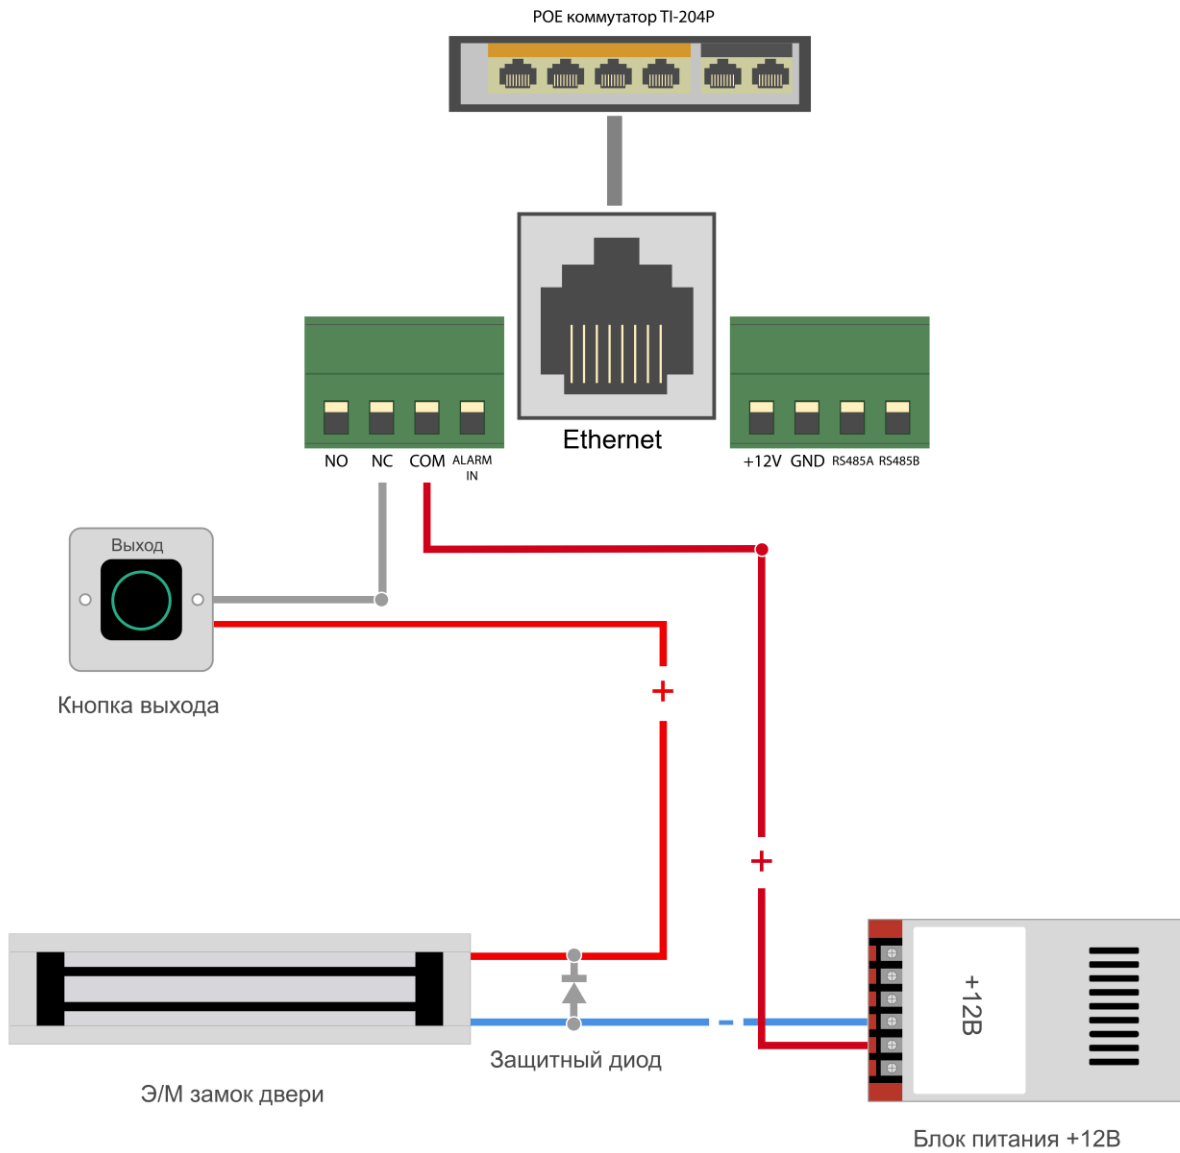 POE коммутатор TI-204P
Ethernet
NO NC COM ALARM IN
+12V GND RS485A RS485B
Выход
Кнопка выхода
+
+
+12В
Защитный диод
Э/М замок двери
Блок питания +12В